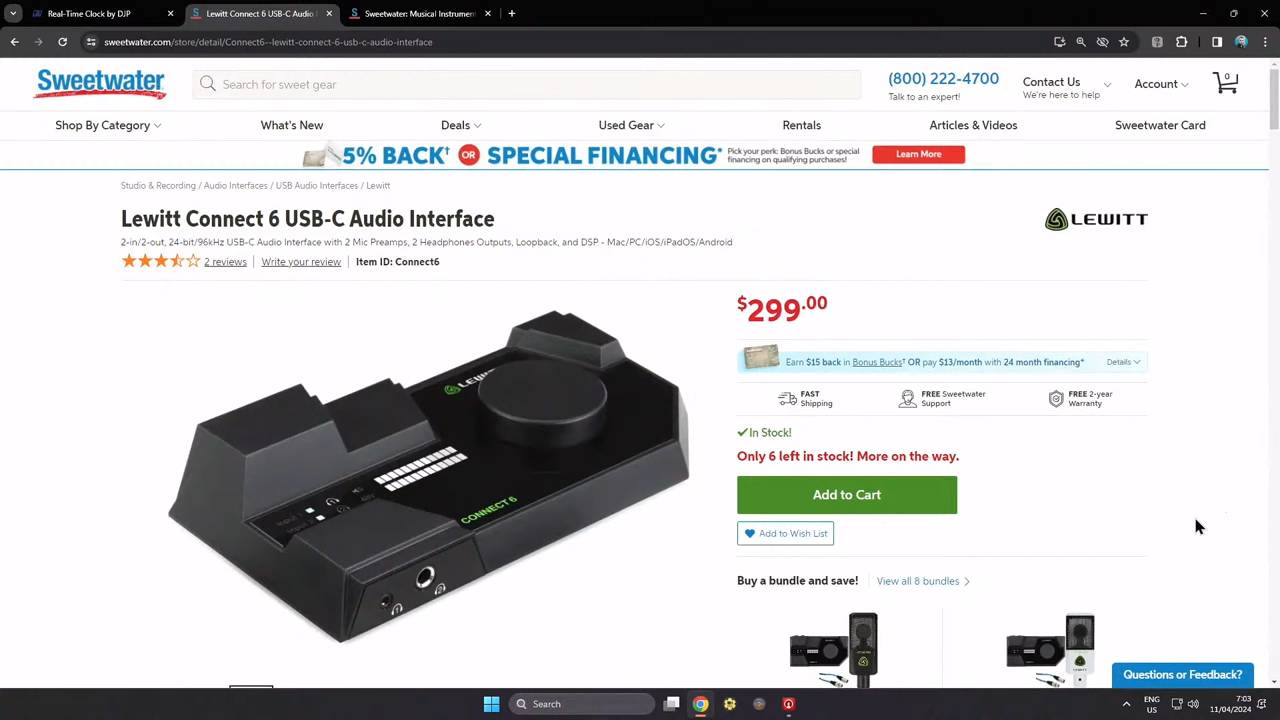 Real-Time Clock by DJP
Lewitt Connect 6 USB-C Audio I
Sweetwater: Musical Instrument
sweetwater.com/store/detail/Connect6--lewitt-connect-6-usb-c-audio-interface
Sweetwater
Search for sweet gear
(800) 222-4700
Talk to an expert!
Contact Us
We're here to help
Account
0
Shop By Category
What's New
Deals
Used Gear
Rentals
Articles & Videos
Sweetwater Card
5% BACK† OR SPECIAL FINANCING*
Pick your perk: Bonus Bucks or special
financing on qualifying purchases!
Learn More
Studio & Recording / Audio Interfaces / USB Audio Interfaces / Lewitt
Lewitt Connect 6 USB-C Audio Interface
LEWITT
2-in/2-out, 24-bit/96kHz USB-C Audio Interface with 2 Mic Preamps, 2 Headphones Outputs, Loopback, and DSP - Mac/PC/iOS/iPadOS/Android
2 reviews
Write your review
Item ID: Connect6
$299.00
Earn $15 back in Bonus Bucks† OR pay $13/month with 24 month financing*
Details
FAST
Shipping
FREE Sweetwater
Support
FREE 2-year
Warranty
In Stock!
Only 6 left in stock! More on the way.
Add to Cart
Add to Wish List
Buy a bundle and save!
View all 8 bundles
CONNECT 6
Questions or Feedback?
Search
ENG
US
7:03
11/04/2024